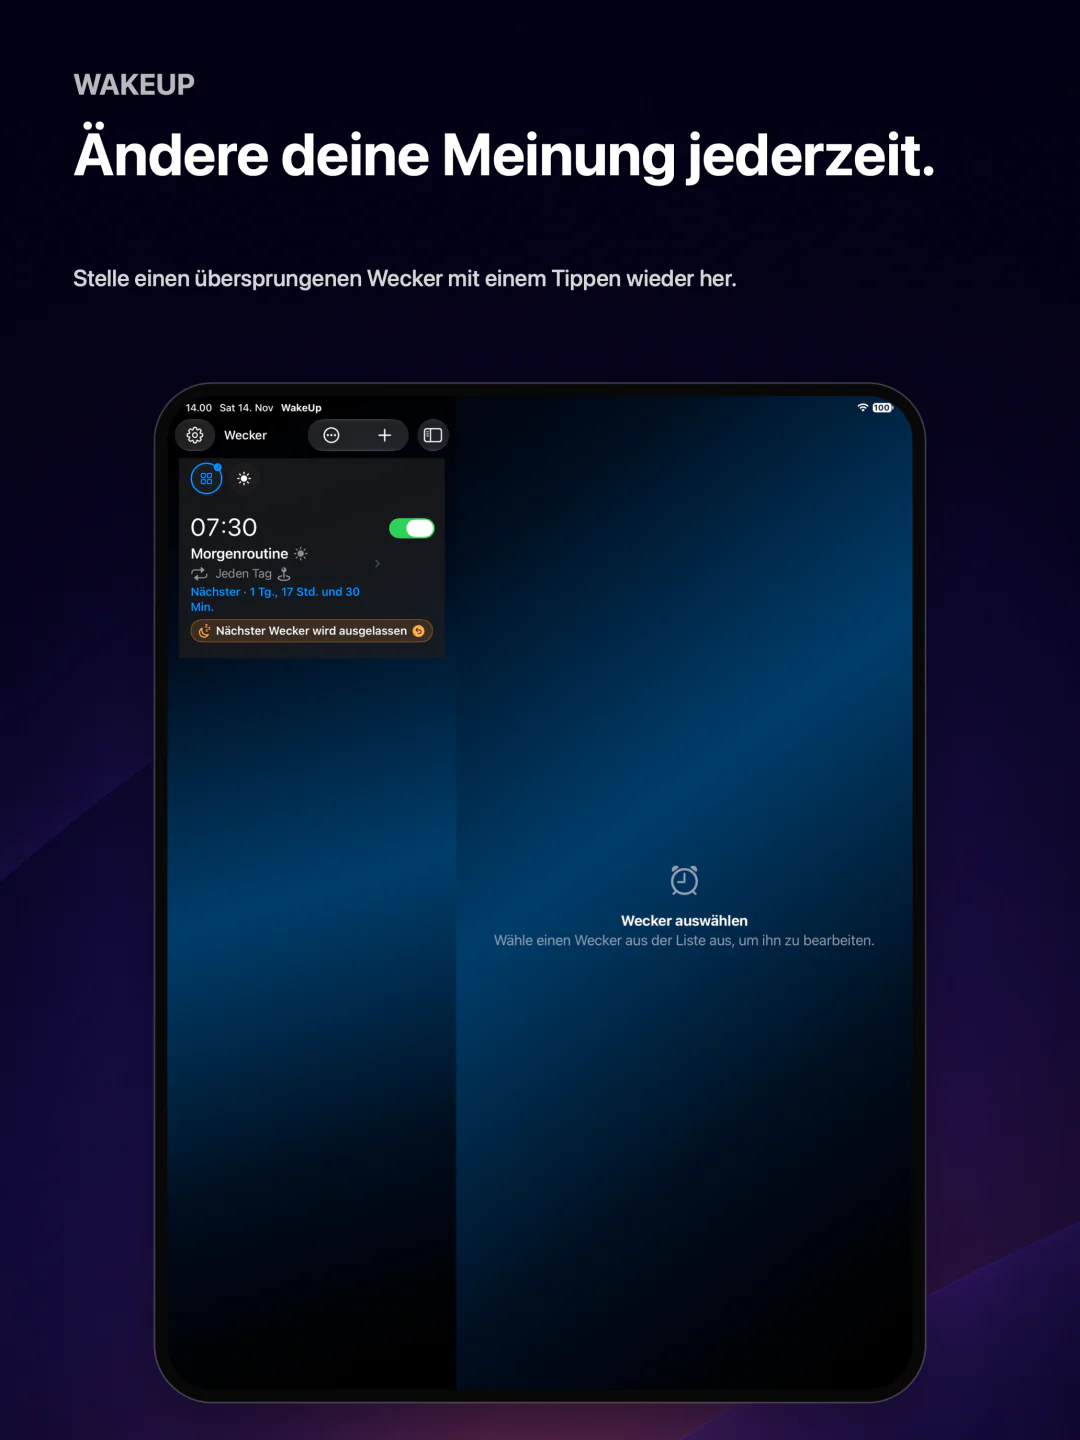 WAKEUP
Ändere deine Meinung jederzeit.
Stelle einen übersprungenen Wecker mit einem Tippen wieder her.
14.00 Sat 14. Nov WakeUp
100
Wecker
07:30
Morgenroutine
Jeden Tag
Nächster · 1 Tg., 17 Std. und 30
Min.
Nächster Wecker wird ausgelassen
Wecker auswählen
Wähle einen Wecker aus der Liste aus, um ihn zu bearbeiten.